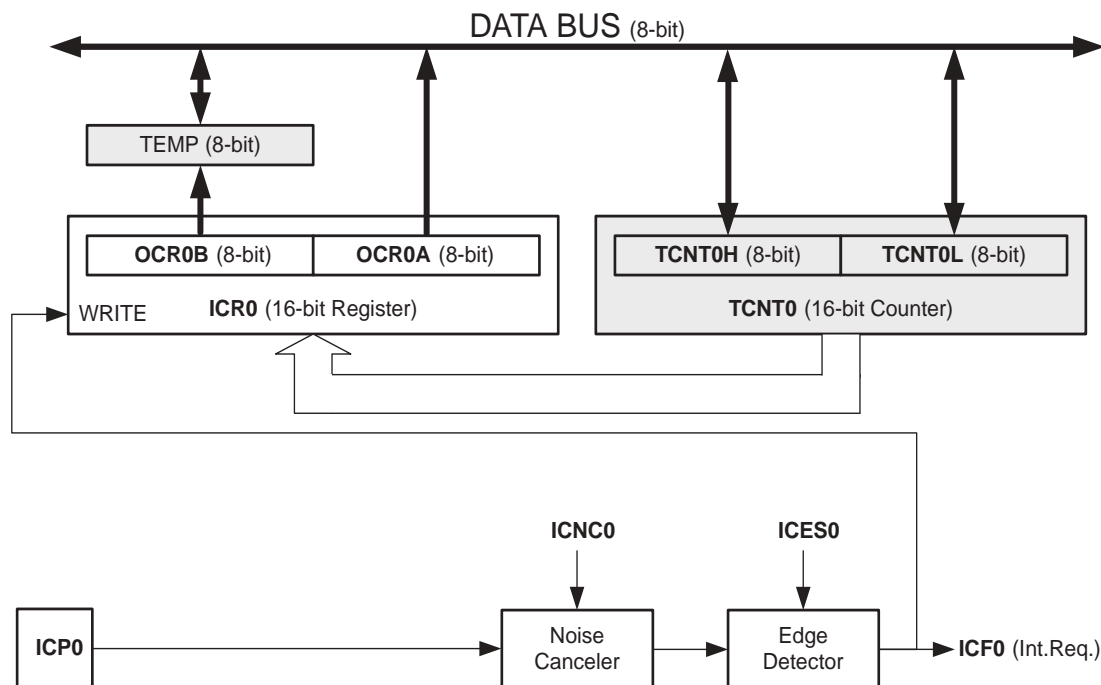 DATA BUS (8-bit)
TEMP (8-bit)
OCR0B (8-bit)
OCR0A (8-bit)
TCNT0H (8-bit)
TCNT0L (8-bit)
WRITE
ICR0 (16-bit Register)
TCNT0 (16-bit Counter)
ICNC0
ICES0
ICP0
Noise
Canceler
Edge
Detector
ICF0 (Int.Req.)